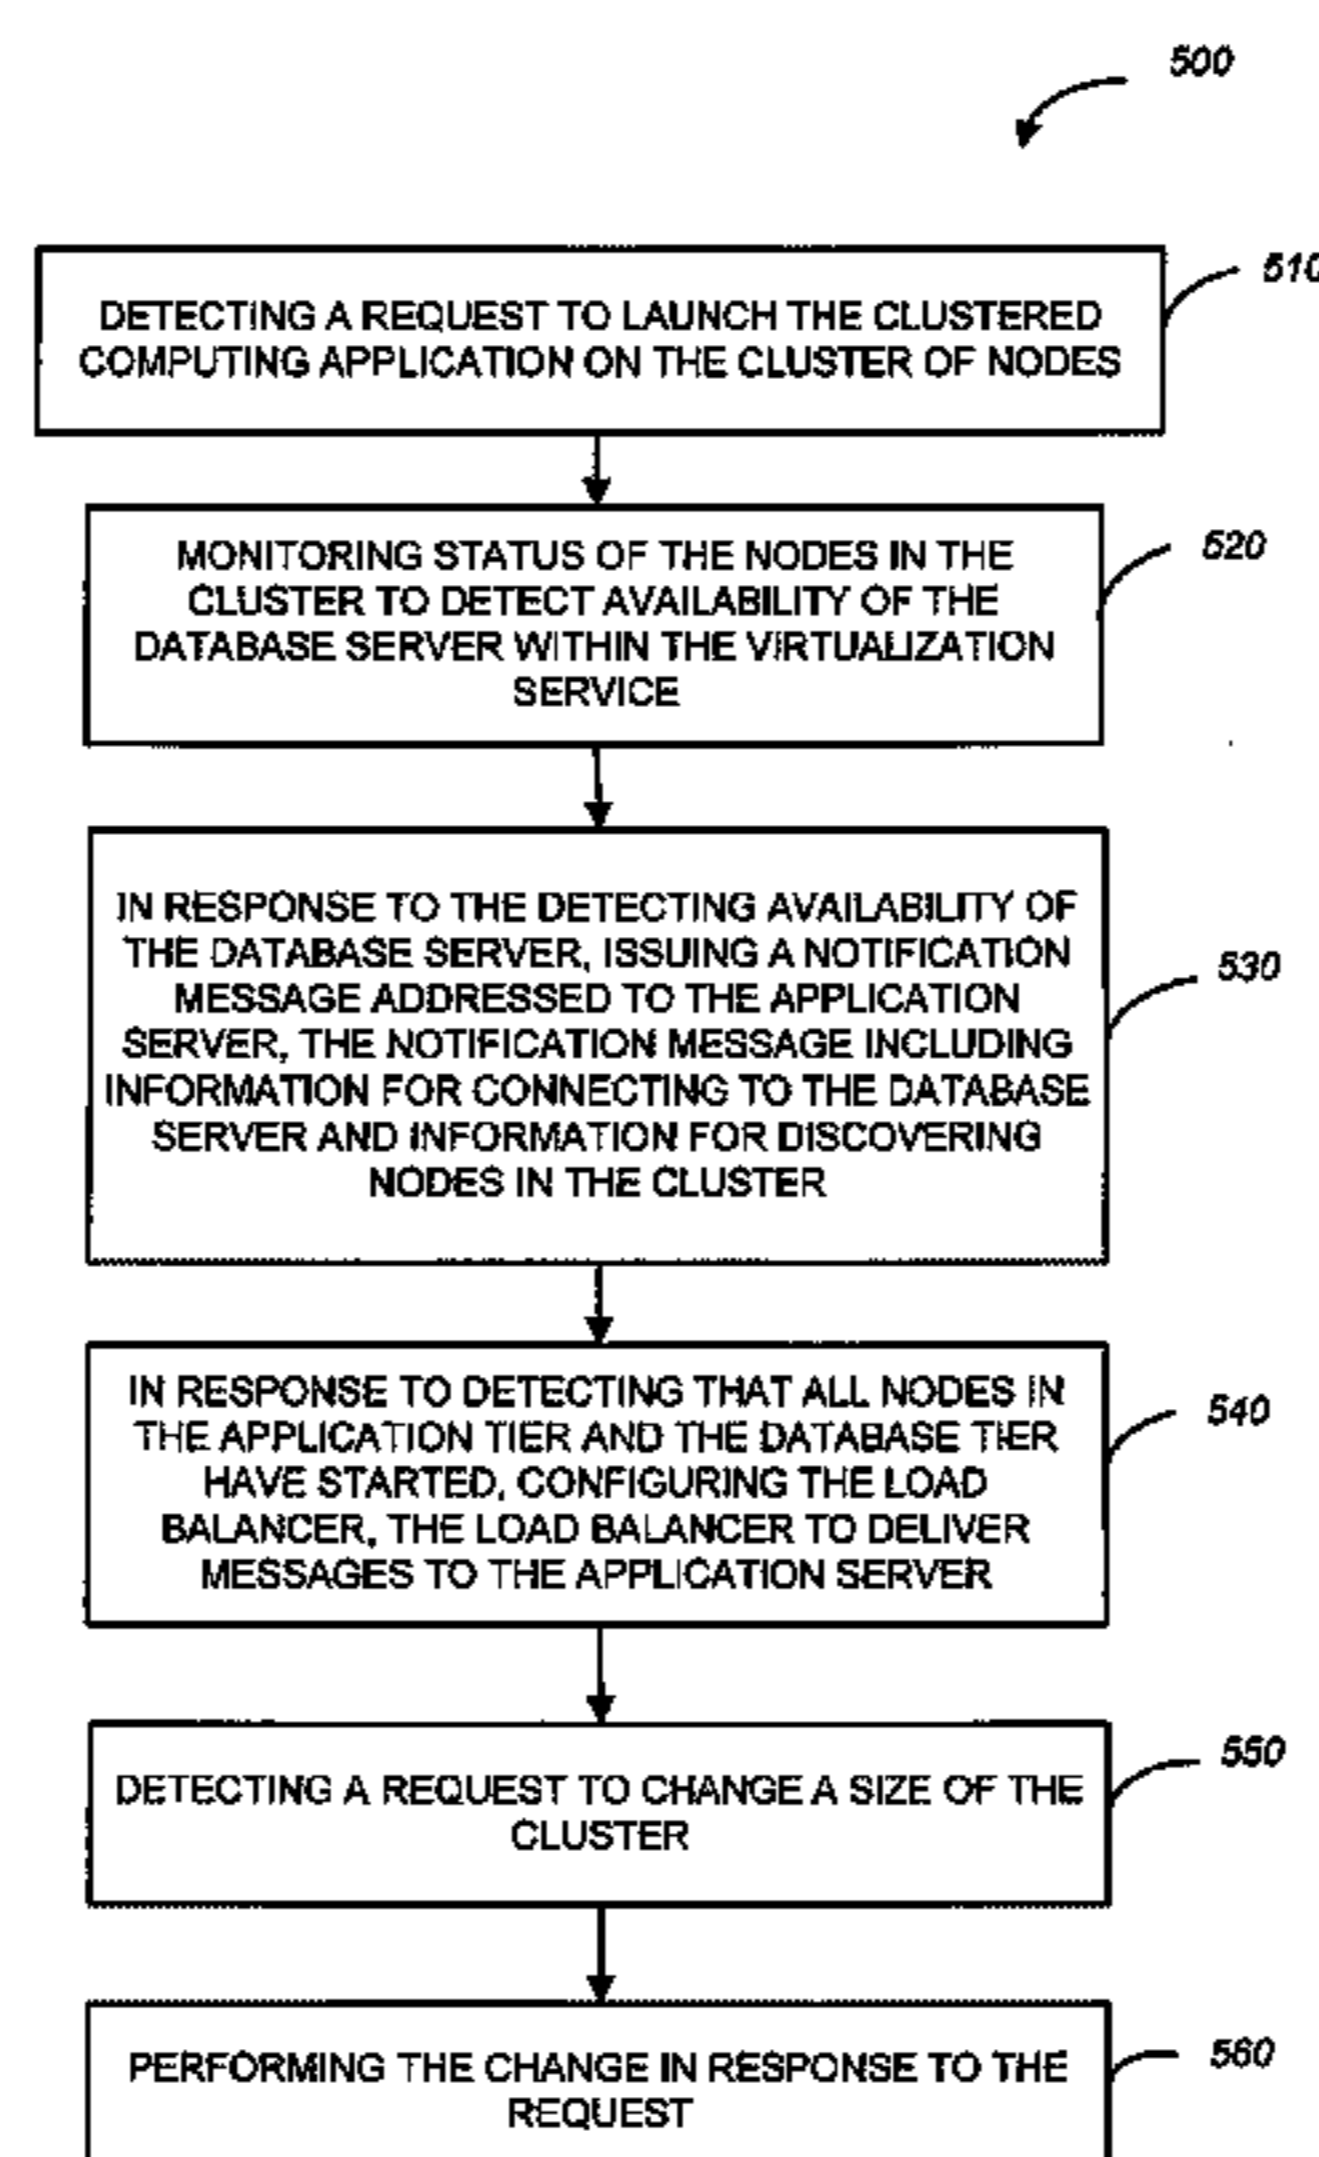 500
510
DETECTING A REQUEST TO LAUNCH THE CLUSTERED
COMPUTING APPLICATION ON THE CLUSTER OF NODES
520
MONITORING STATUS OF THE NODES IN THE
CLUSTER TO DETECT AVAILABILITY OF THE
DATABASE SERVER WITHIN THE VIRTUALIZATION
SERVICE
530
IN RESPONSE TO THE DETECTING AVAILABILITY OF
THE DATABASE SERVER, ISSUING A NOTIFICATION
MESSAGE ADDRESSED TO THE APPLICATION
SERVER, THE NOTIFICATION MESSAGE INCLUDING
INFORMATION FOR CONNECTING TO THE DATABASE
SERVER AND INFORMATION FOR DISCOVERING
NODES IN THE CLUSTER
540
IN RESPONSE TO DETECTING THAT ALL NODES IN
THE APPLICATION TIER AND THE DATABASE TIER
HAVE STARTED, CONFIGURING THE LOAD
BALANCER, THE LOAD BALANCER TO DELIVER
MESSAGES TO THE APPLICATION SERVER
550
DETECTING A REQUEST TO CHANGE A SIZE OF THE
CLUSTER
560
PERFORMING THE CHANGE IN RESPONSE TO THE
REQUEST